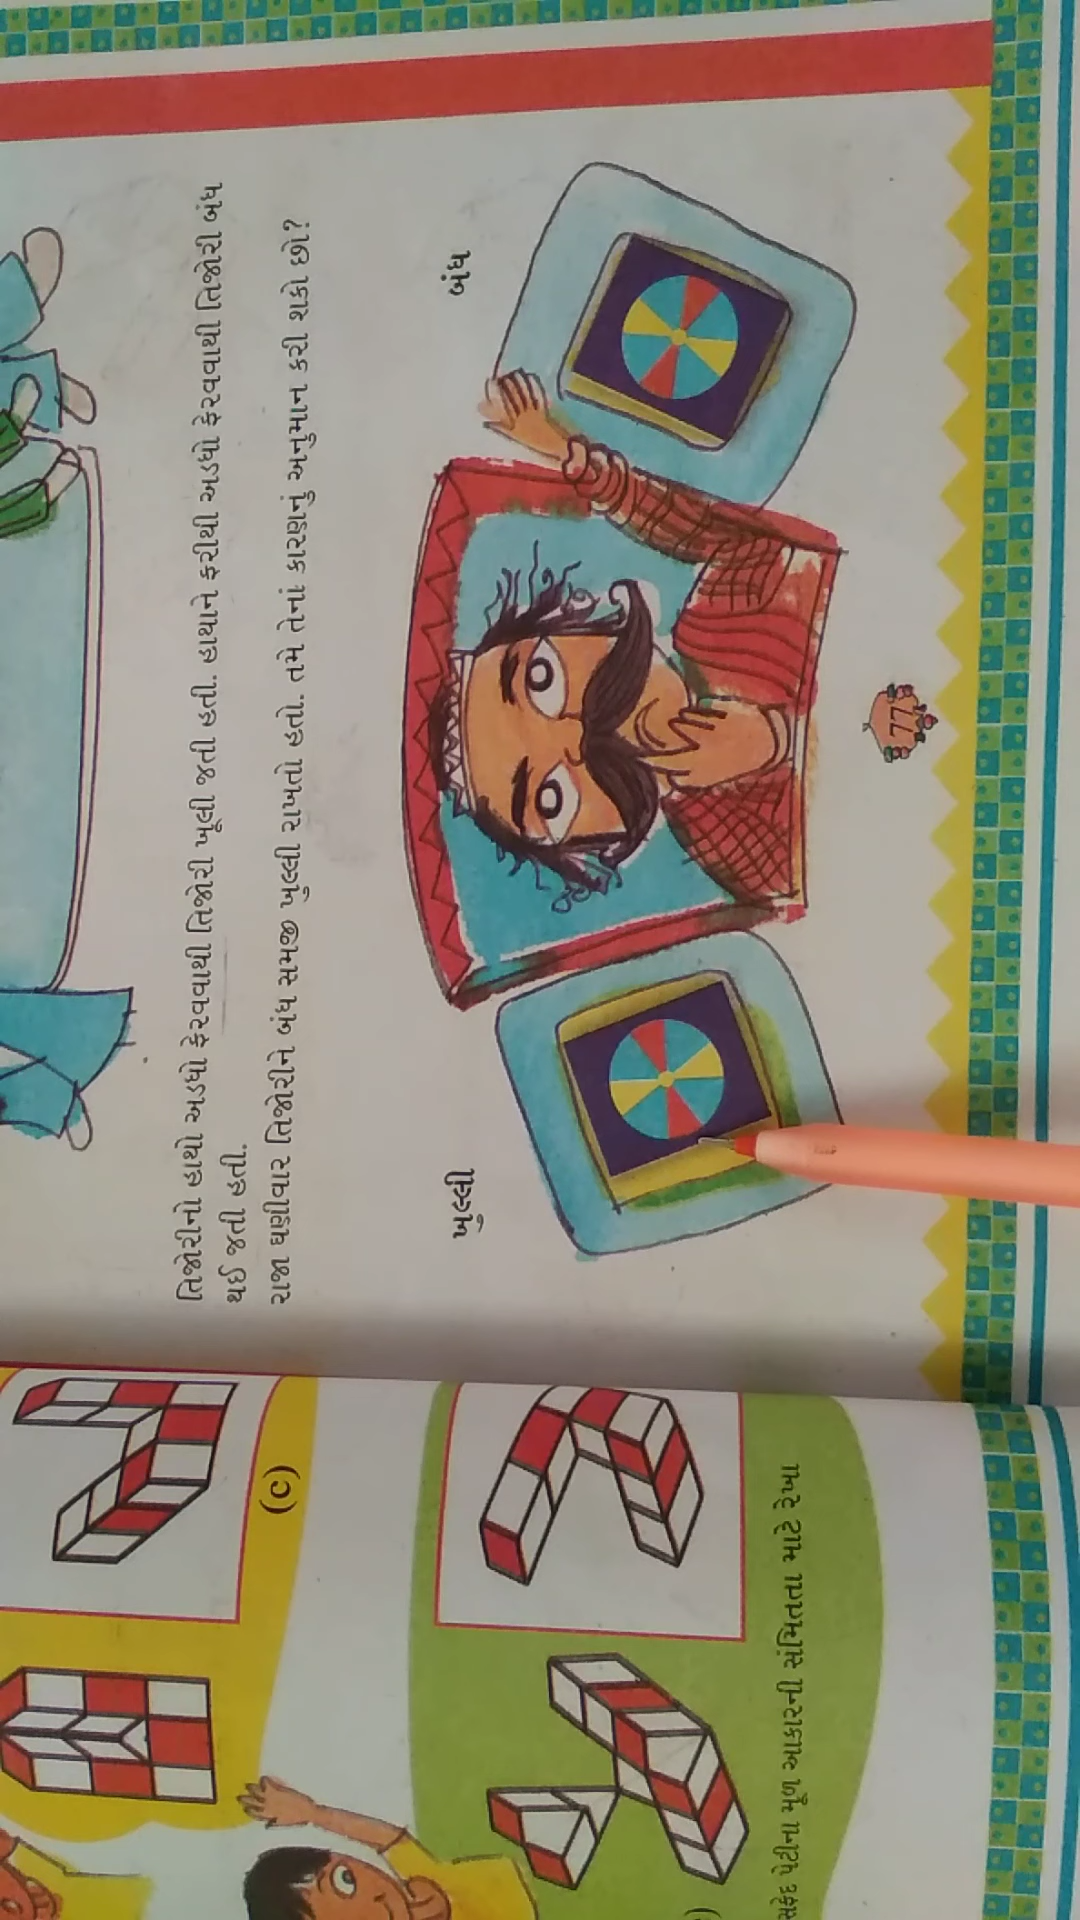 તિજોરીનો હાથો અડધો ફેરવવાથી તિજોરી ખૂલી જતી હતી. હાથાને ફરીથી અડધો ફેરવવાથી તિજોરી બંધ
થઈ જતી હતી.
રાજા ઘણીવાર તિજોરીને બંધ સમજી ખુલ્લી રાખતો હતો. તમે તેનાં કારણનું અનુમાન કરી શકો છો?
ખુલ્લી
બંધ
77
(c)
સફેદ પેટીના મૂળ આકારની સંમિતતા માટે રેખા